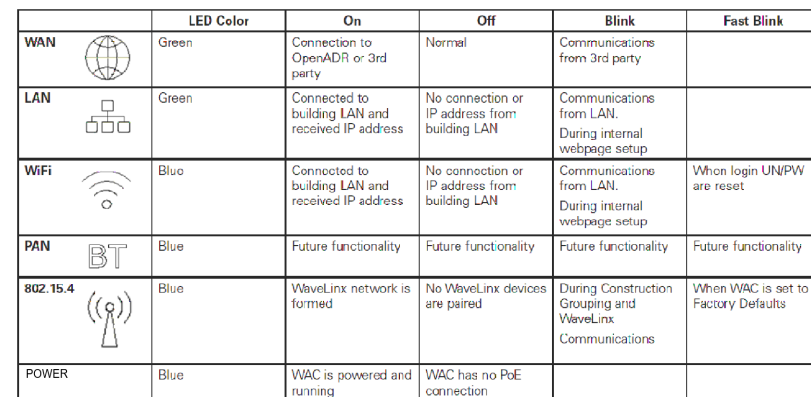 LED Color On Off Blink Fast Blink
WAN Green Connection to Normal Communications
OpenADR or 3rd from 3rd party
party
LAN Green Connected to No connection or Communications
building LAN and IP address from from LAN.
received IP address building LAN During internal
webpage setup
WiFi Blue Connected to No connection or Communications When login UN/PW
building LAN and IP address from from LAN. are reset
received IP address building LAN During internal
webpage setup
PAN BT Blue Future functionality Future functionality Future functionality Future functionality
802.15.4 Blue WaveLinx network is No WaveLinx devices During Construction When WAC is set to
formed are paired Grouping and Factory Defaults
WaveLinx
Communications
POWER Blue WAC is powered and WAC has no PoE
running connection